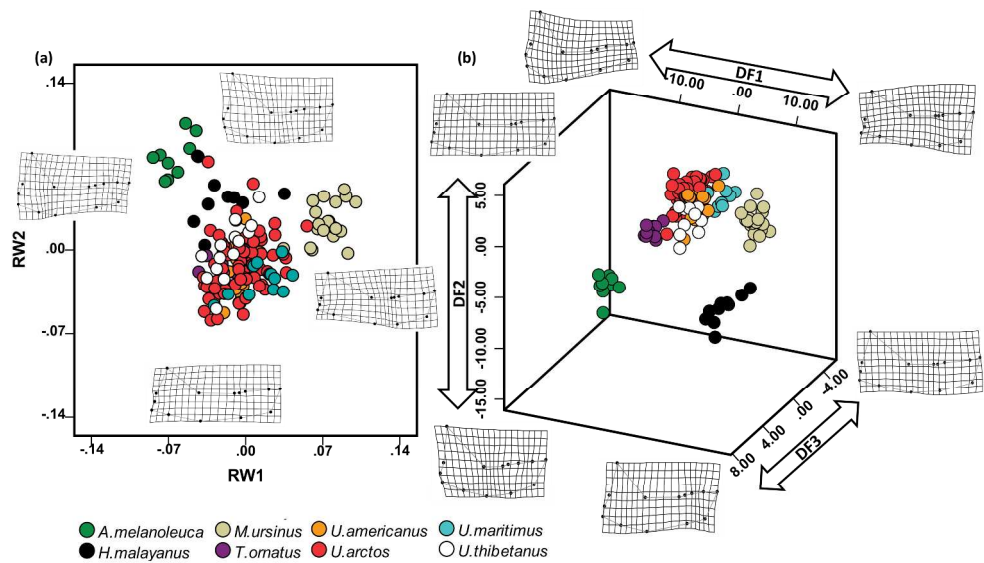 (a)
.14
.00
-.07
-.14
RW2
-.14
-.07
.00
.07
.14
RW1
(b)
DF1
10.00
.00
10.00
DF2
5.00
.00
-5.00
-10.00
-15.00
DF3
8.00
4.00
.00
-4.00
A.melanoleuca M.ursinus U.americanus U.maritimus
H.malayanus T.ornatus U.arctos U.thibetanus